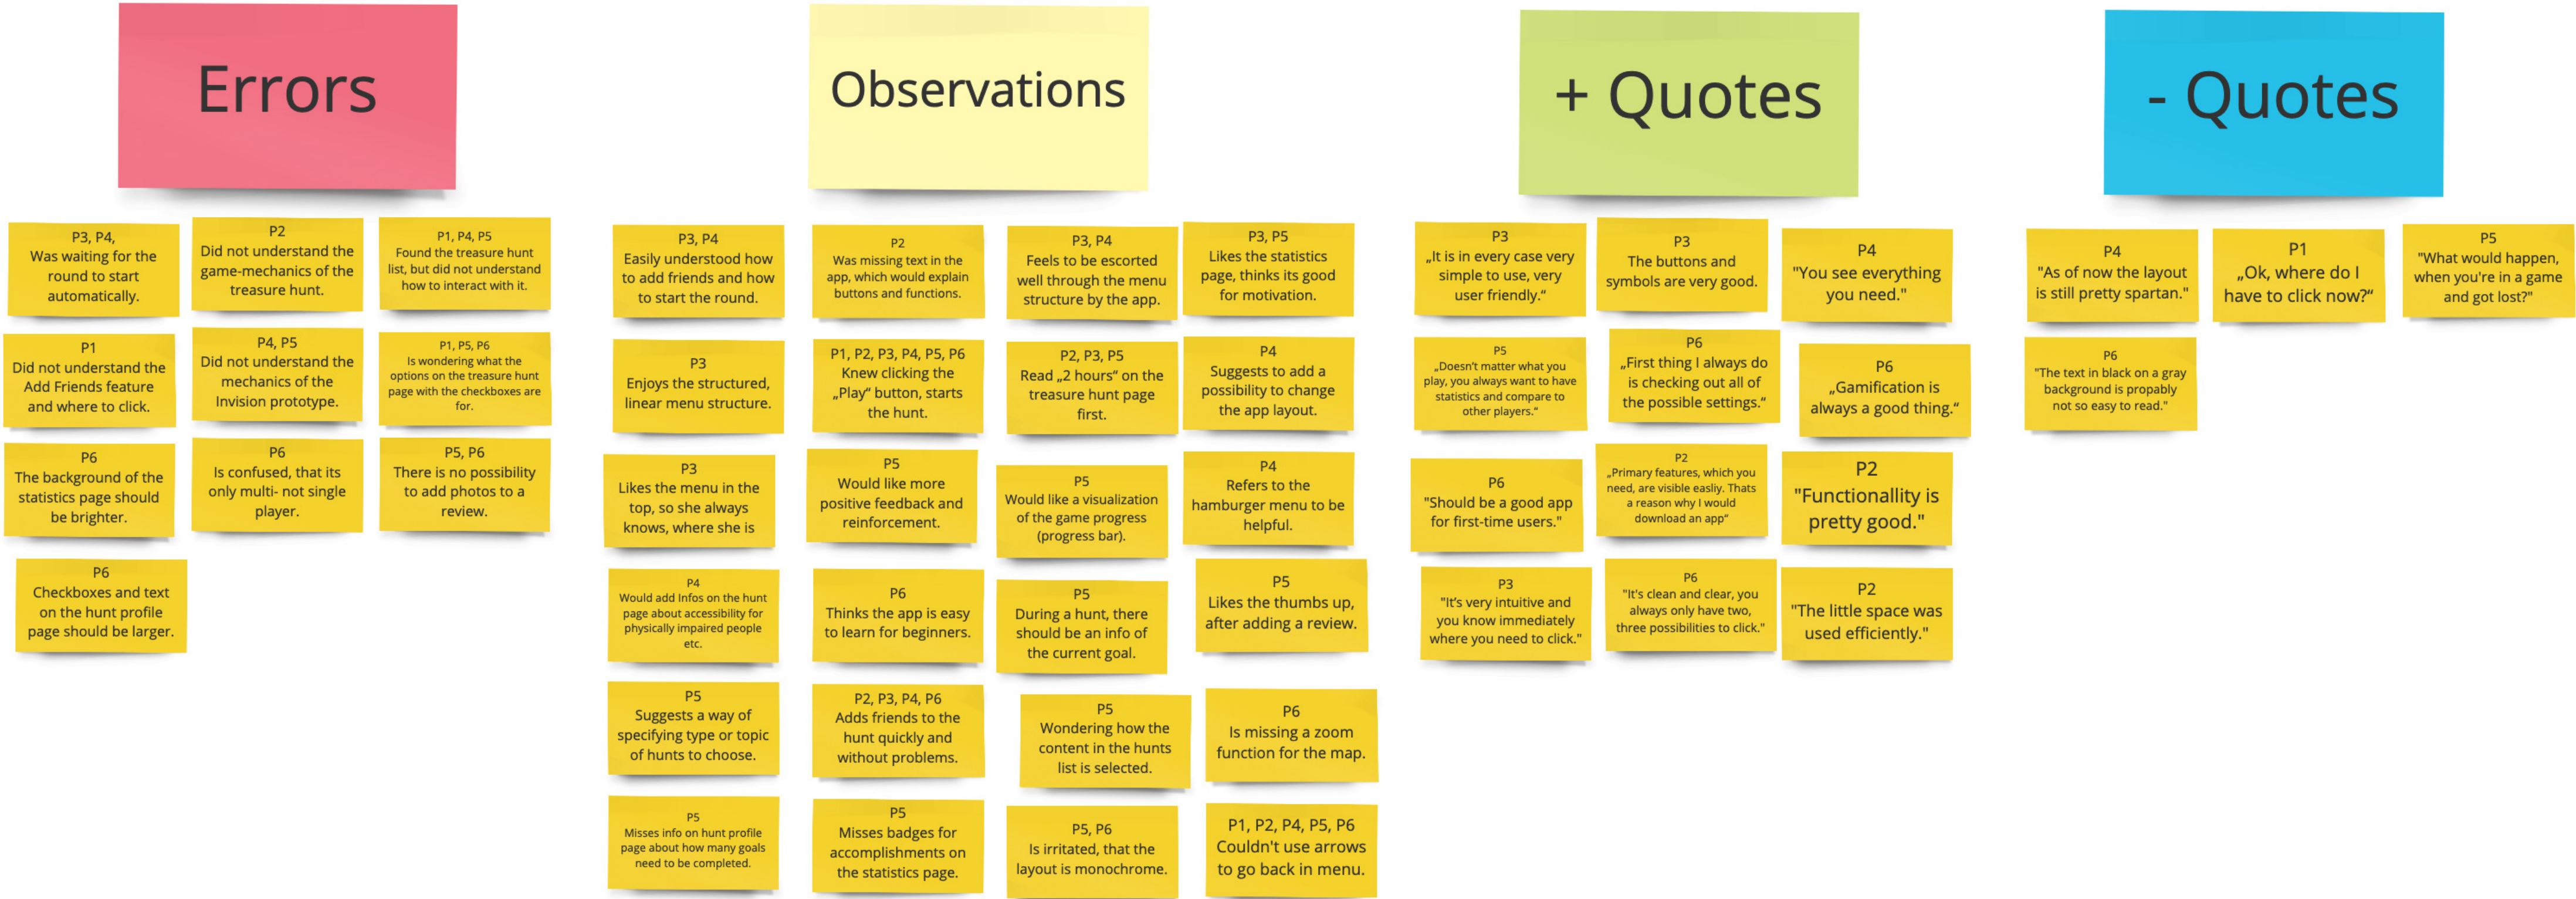 Errors
P3, P4,
Was waiting for the
round to start
automatically.
P2
Did not understand the
game-mechanics of the
treasure hunt.
P1, P4, P5
Found the treasure hunt
list, but did not understand
how to interact with it.
P1
Did not understand the
Add Friends feature
and where to click.
P4, P5
Did not understand the
mechanics of the
Invision prototype.
P1, P5, P6
Is wondering what the
options on the treasure hunt
page with the checkboxes are
for.
P6
The background of the
statistics page should
be brighter.
P6
Is confused, that its
only multi- not single
player.
P5, P6
There is no possibility
to add photos to a
review.
P6
Checkboxes and text
on the hunt profile
page should be larger.
Observations
P3, P4
Easily understood how
to add friends and how
to start the round.
P2
Was missing text in the
app, which would explain
buttons and functions.
P3, P4
Feels to be escorted
well through the menu
structure by the app.
P3, P5
Likes the statistics
page, thinks its good
for motivation.
P3
Enjoys the structured,
linear menu structure.
P1, P2, P3, P4, P5, P6
Knew clicking the
„Play“ button, starts
the hunt.
P2, P3, P5
Read „2 hours“ on the
treasure hunt page
first.
P4
Suggests to add a
possibility to change
the app layout.
P3
Likes the menu in the
top, so she always
knows, where she is
P5
Would like more
positive feedback and
reinforcement.
P5
Would like a visualization
of the game progress
(progress bar).
P4
Refers to the
hamburger menu to be
helpful.
P4
Would add Infos on the hunt
page about accessibility for
physically impaired people
etc.
P6
Thinks the app is easy
to learn for beginners.
P5
During a hunt, there
should be an info of
the current goal.
P5
Likes the thumbs up,
after adding a review.
P5
Suggests a way of
specifying type or topic
of hunts to choose.
P2, P3, P4, P6
Adds friends to the
hunt quickly and
without problems.
P5
Wondering how the
content in the hunts
list is selected.
P6
Is missing a zoom
function for the map.
P5
Misses info on hunt profile
page about how many goals
need to be completed.
P5
Misses badges for
accomplishments on
the statistics page.
P5, P6
Is irritated, that the
layout is monochrome.
P1, P2, P4, P5, P6
Couldn't use arrows
to go back in menu.
+ Quotes
P3
„It is in every case very
simple to use, very
user friendly.“
P3
The buttons and
symbols are very good.
P4
"You see everything
you need."
P5
„Doesn’t matter what you
play, you always want to have
statistics and compare to
other players.“
P6
„First thing I always do
is checking out all of
the possible settings.“
P6
„Gamification is
always a good thing.“
P6
"Should be a good app
for first-time users."
P2
„Primary features, which you
need, are visible easliy. Thats
a reason why I would
download an app“
P2
"Functionallity is
pretty good."
P3
"It’s very intuitive and
you know immediately
where you need to click."
P6
"It's clean and clear, you
always only have two,
three possibilities to click."
P2
"The little space was
used efficiently."
- Quotes
P4
"As of now the layout
is still pretty spartan."
P1
„Ok, where do I
have to click now?“
P5
"What would happen,
when you're in a game
and got lost?"
P6
"The text in black on a gray
background is propably
not so easy to read."